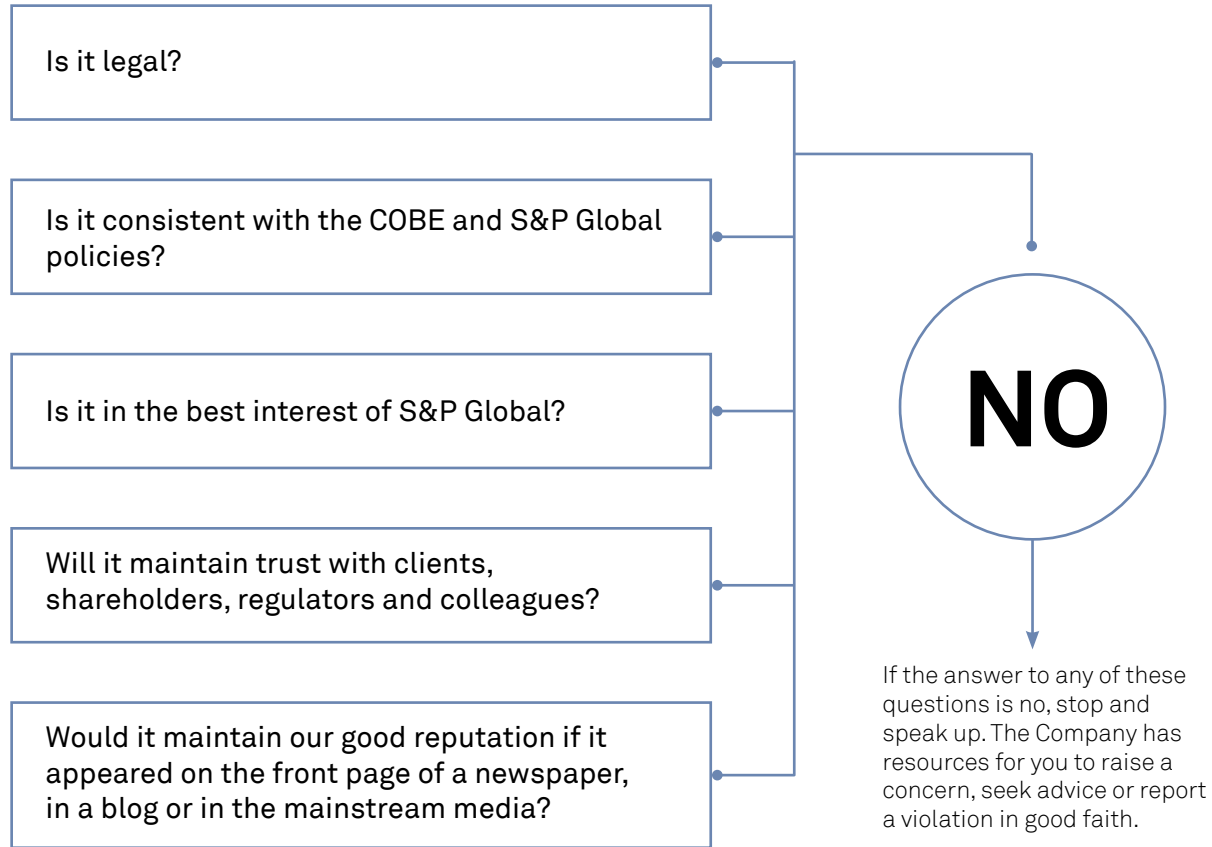 Is it legal?
Is it consistent with the COBE and S&P Global
policies?
Is it in the best interest of S&P Global?
Will it maintain trust with clients,
shareholders, regulators and colleagues?
Would it maintain our good reputation if it
appeared on the front page of a newspaper,
in a blog or in the mainstream media?
NO
If the answer to any of these
questions is no, stop and
speak up. The Company has
resources for you to raise a
concern, seek advice or report
a violation in good faith.